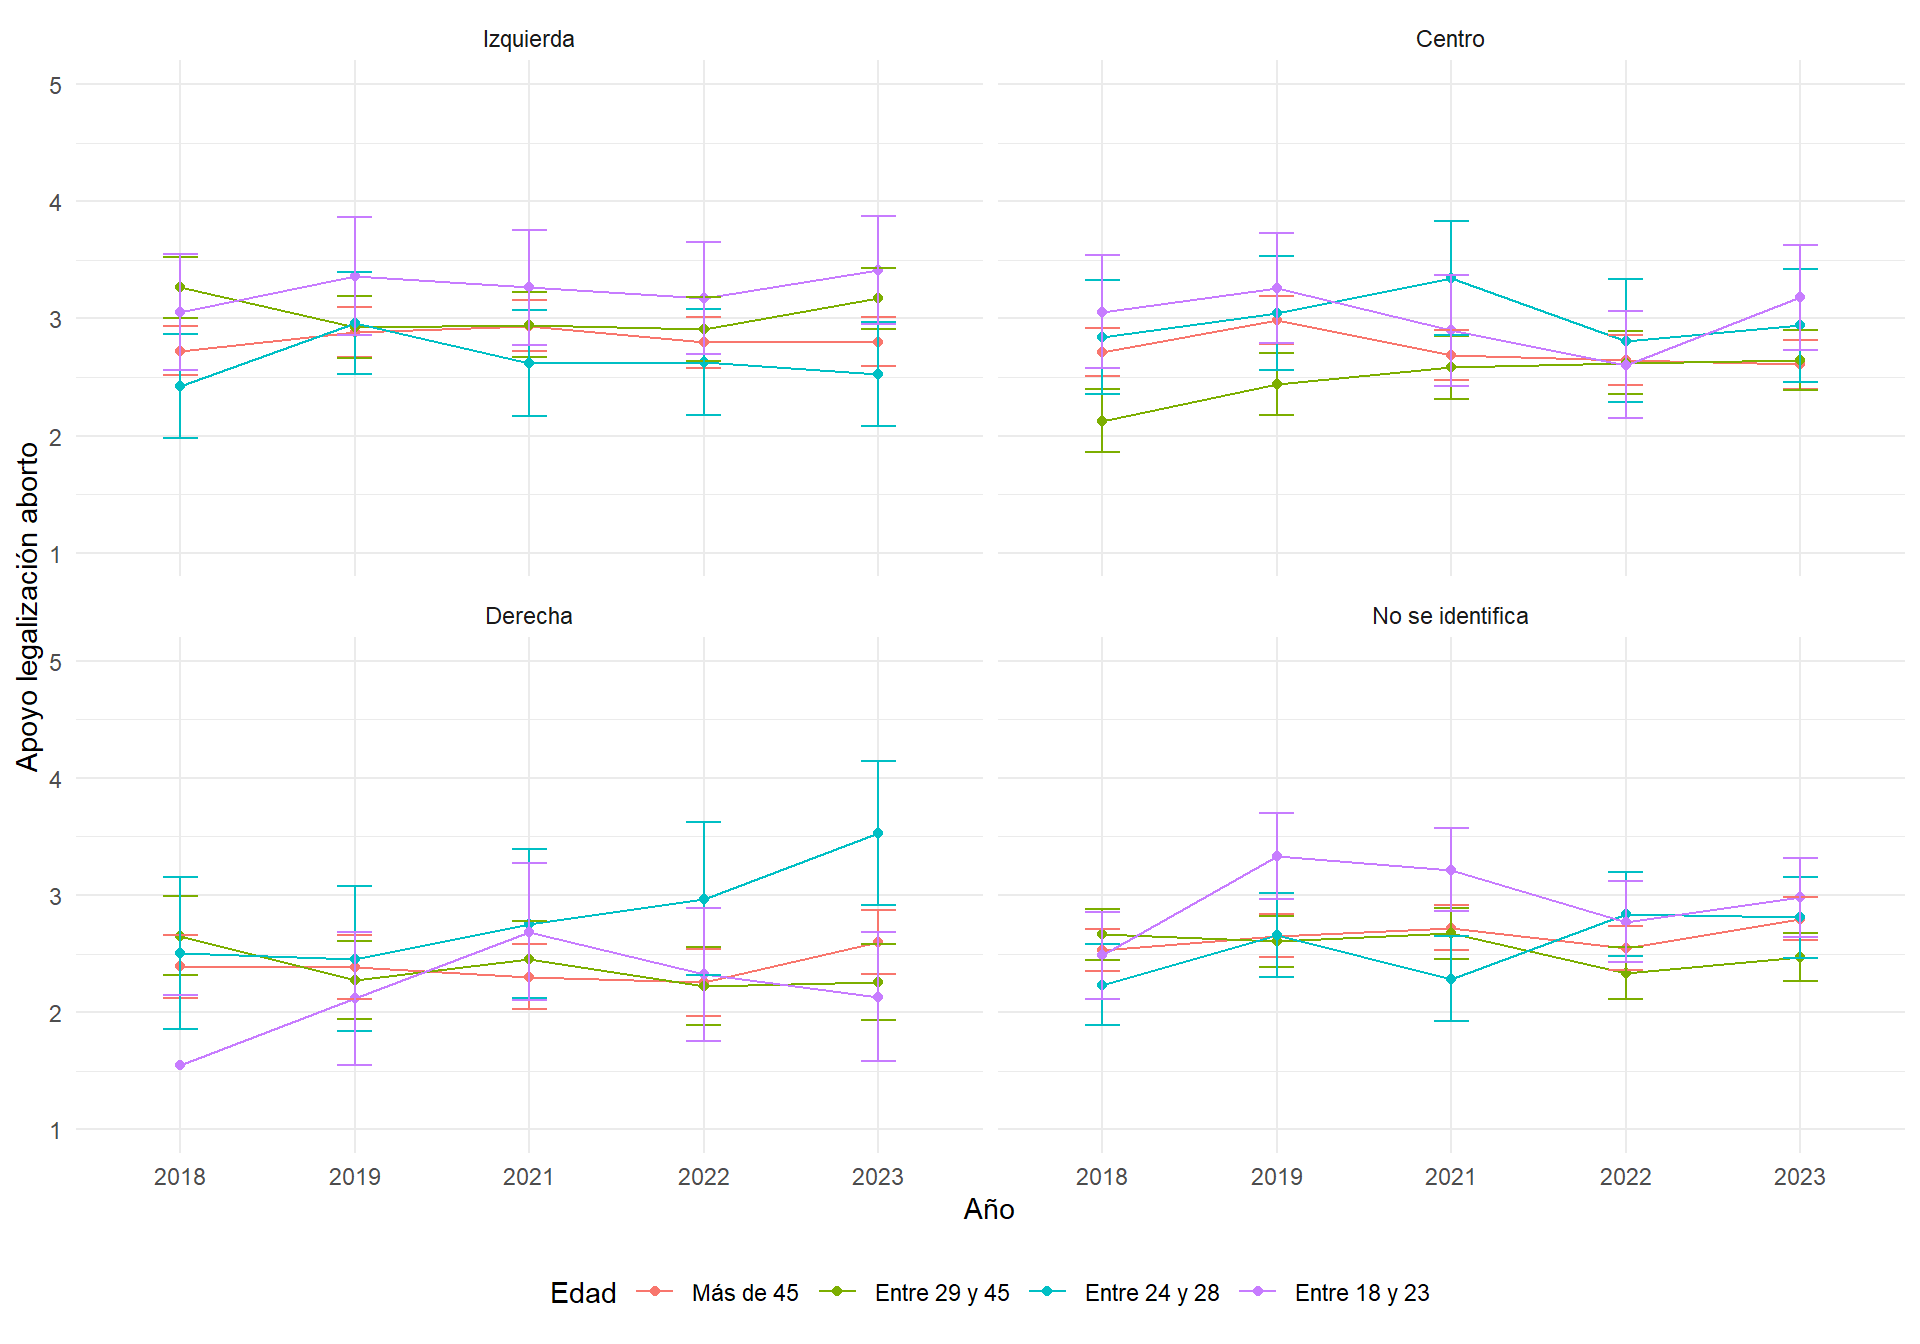 Izquierda
Centro
5
4
3
2
1
Apoyo legalización aborto
Derecha
No se identifica
5
4
3
2
1
2018 2019 2021 2022 2023 2018 2019 2021 2022 2023
Año
Edad Más de 45 Entre 29 y 45 Entre 24 y 28 Entre 18 y 23